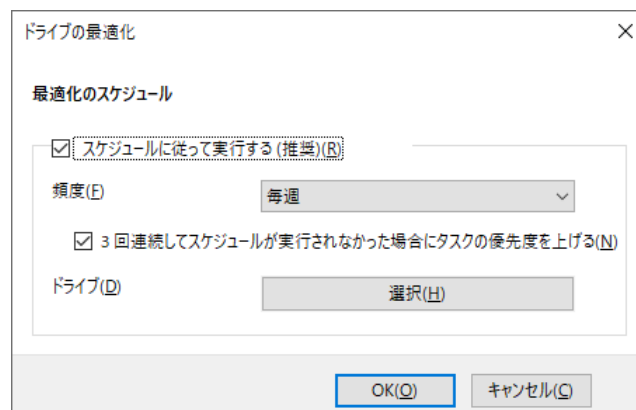 ドライブの最適化
最適化のスケジュール
スケジュールに従って実行する (推奨)(R)
頻度(F)
毎週
3 回連続してスケジュールが実行されなかった場合にタスクの優先度を上げる(N)
ドライブ(D)
選択(H)
OK(O)
キャンセル(C)